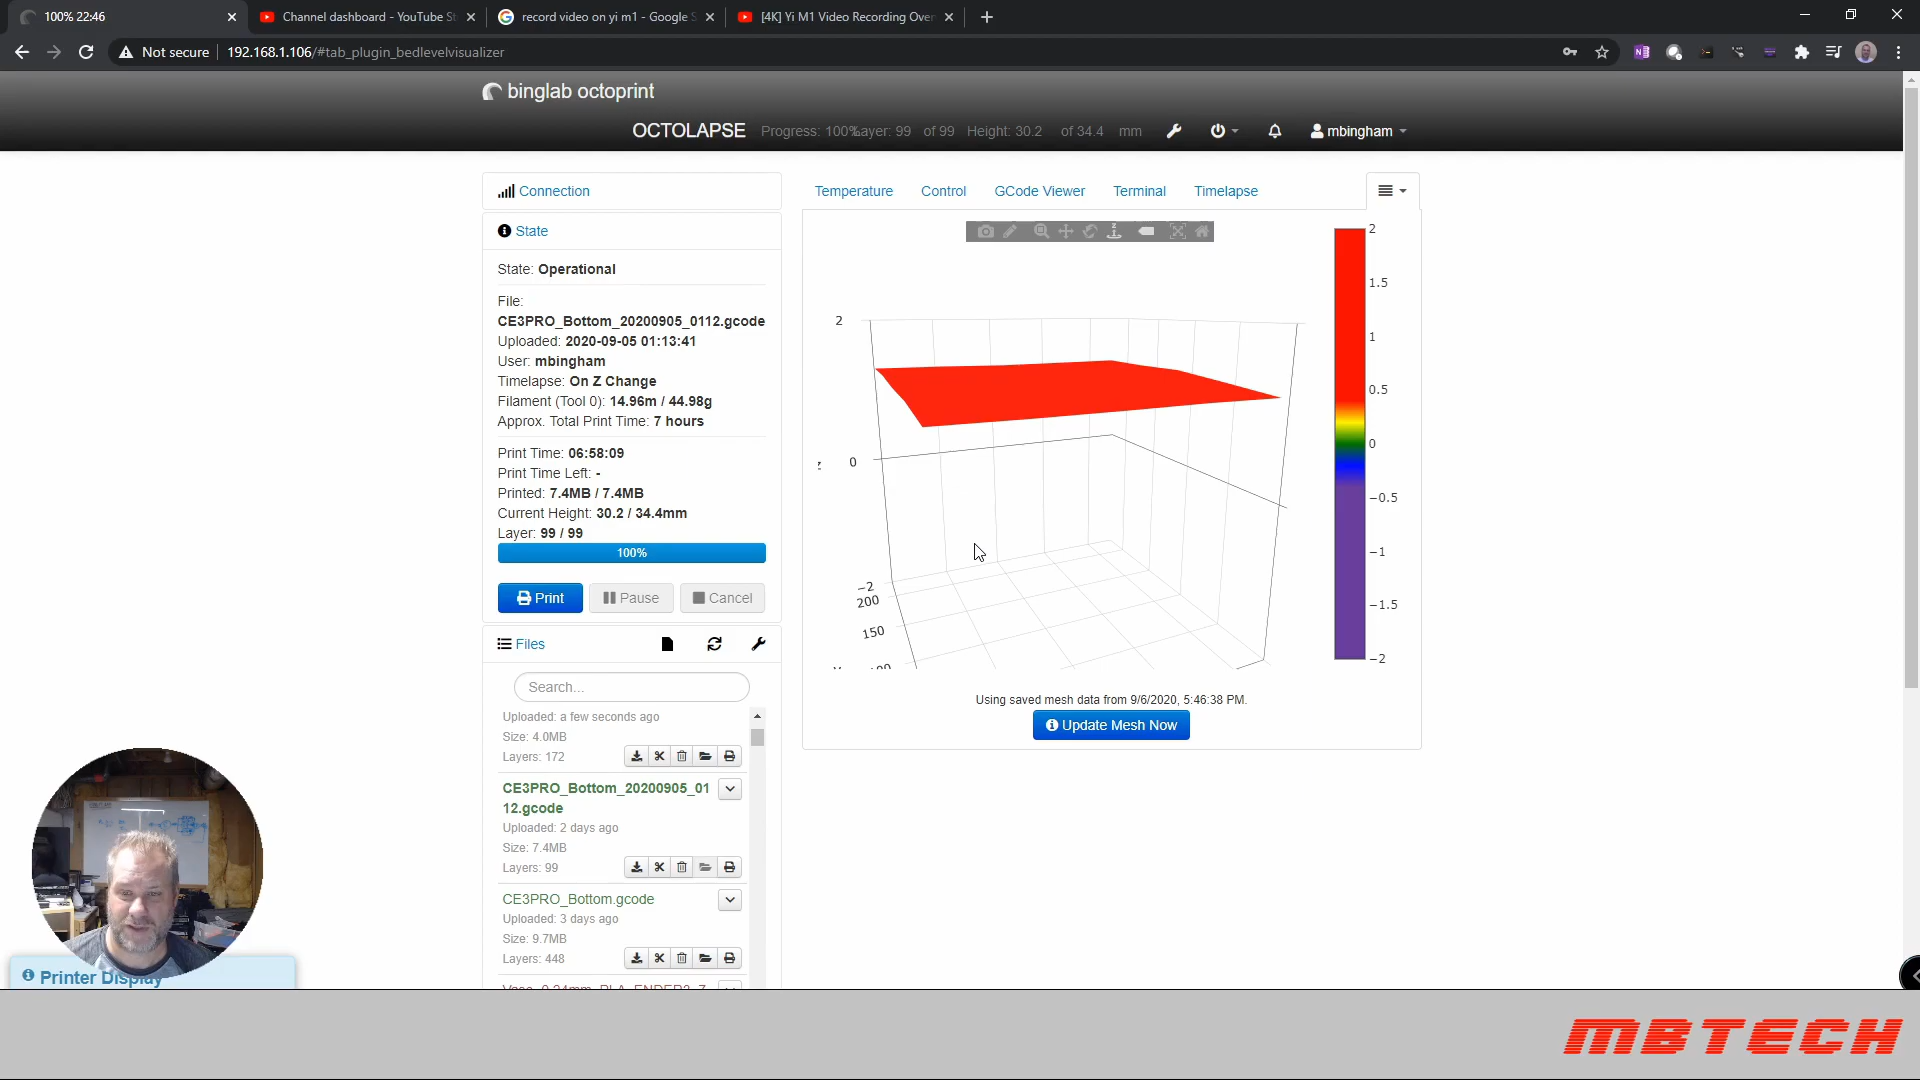 100% 22:46
Channel dashboard - YouTube St
record video on yi m1 - Google S
[4K] Yi M1 Video Recording Over
Not secure
192.168.1.106/#tab_plugin_bedlevelvisualizer
binglab octoprint
OCTOLAPSE
Progress: 100%
Layer: 99 of 99
Height: 30.2 of 34.4 mm
mbingham
Connection
State
State: Operational
File:
CE3PRO_Bottom_20200905_0112.gcode
Uploaded: 2020-09-05 01:13:41
User: mbingham
Timelapse: On Z Change
Filament (Tool 0): 14.96m / 44.98g
Approx. Total Print Time: 7 hours
Print Time: 06:58:09
Print Time Left: -
Printed: 7.4MB / 7.4MB
Current Height: 30.2 / 34.4mm
Layer: 99 / 99
100%
Print
Pause
Cancel
Files
Search...
Uploaded: a few seconds ago
Size: 4.0MB
Layers: 172
CE3PRO_Bottom_20200905_01
12.gcode
Uploaded: 2 days ago
Size: 7.4MB
Layers: 99
CE3PRO_Bottom.gcode
Uploaded: 3 days ago
Size: 9.7MB
Layers: 448
Temperature
Control
GCode Viewer
Terminal
Timelapse
2
0
−2
200
150
z
2
1.5
1
0.5
0
−0.5
−1
−1.5
−2
Using saved mesh data from 9/6/2020, 5:46:38 PM.
Update Mesh Now
Printer Display
MBTECH